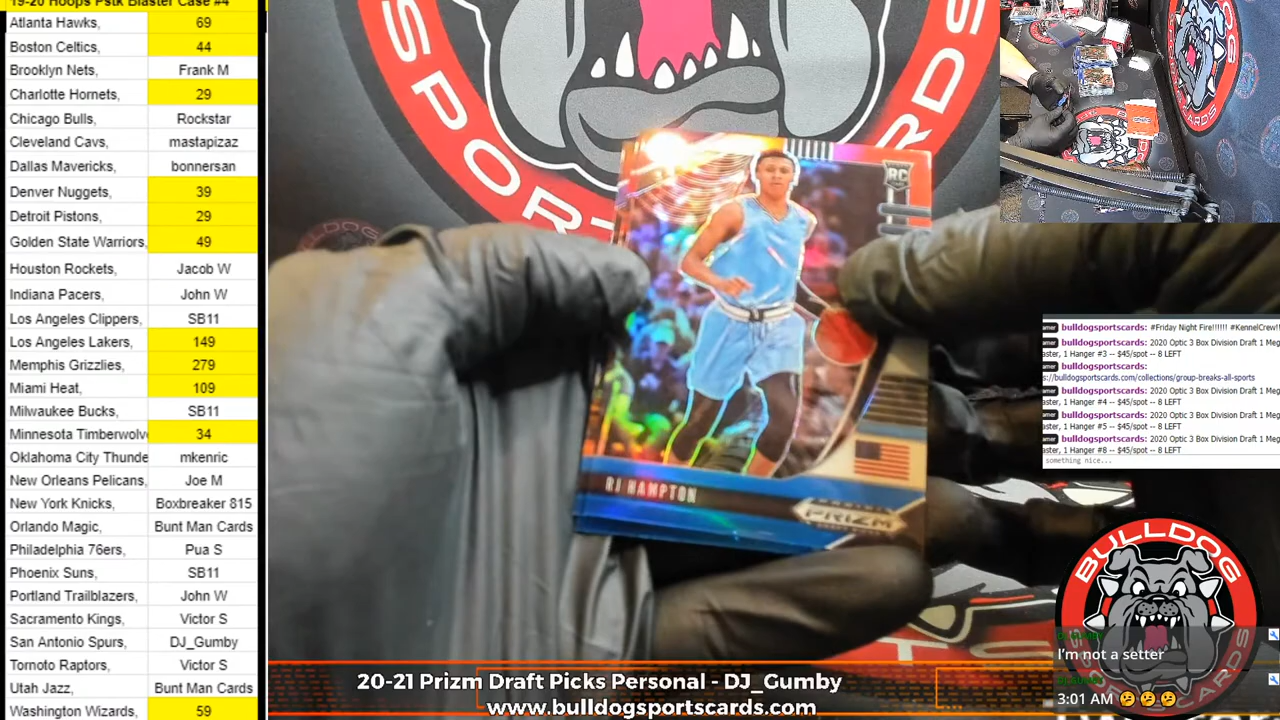 19-20 Hoops Pstk Blaster Case #4
Atlanta Hawks, 69
Boston Celtics, 44
Brooklyn Nets, Frank M
Charlotte Hornets, 29
Chicago Bulls, Rockstar
Cleveland Cavs, mastapizaz
Dallas Mavericks, bonnersan
Denver Nuggets, 39
Detroit Pistons, 29
Golden State Warriors, 49
Houston Rockets, Jacob W
Indiana Pacers, John W
Los Angeles Clippers, SB11
Los Angeles Lakers, 149
Memphis Grizzlies, 279
Miami Heat, 109
Milwaukee Bucks, SB11
Minnesota Timberwolv 34
Oklahoma City Thunde mkenric
New Orleans Pelicans, Joe M
New York Knicks, Boxbreaker 815
Orlando Magic, Bunt Man Cards
Philadelphia 76ers, Pua S
Phoenix Suns, SB11
Portland Trailblazers, John W
Sacramento Kings, Victor S
San Antonio Spurs, DJ_Gumby
Tornoto Raptors, Victor S
Utah Jazz, Bunt Man Cards
Washington Wizards, 59
SPORT
RDS
RC
RJ HAMPTON
PRIZM
bulldogsportscards: #Friday Night Fire!!!!!! #KennelCrew!!
bulldogsportscards: 2020 Optic 3 Box Division Draft 1 Meg
aster, 1 Hanger #3 -- $45/spot -- 8 LEFT
bulldogsportscards:
s://bulldogsportscards.com/collections/group-breaks-all-sports
bulldogsportscards: 2020 Optic 3 Box Division Draft 1 Meg
aster, 1 Hanger #4 -- $45/spot -- 8 LEFT
bulldogsportscards: 2020 Optic 3 Box Division Draft 1 Meg
aster, 1 Hanger #5 -- $45/spot -- 8 LEFT
bulldogsportscards: 2020 Optic 3 Box Division Draft 1 Meg
aster, 1 Hanger #8 -- $45/spot -- 8 LEFT
something nice...
BULLDOG
I'm not a setter
3:01 AM 🤔🤔🤔
20-21 Prizm Draft Picks Personal - DJ_Gumby
www.bulldogsportscards.com